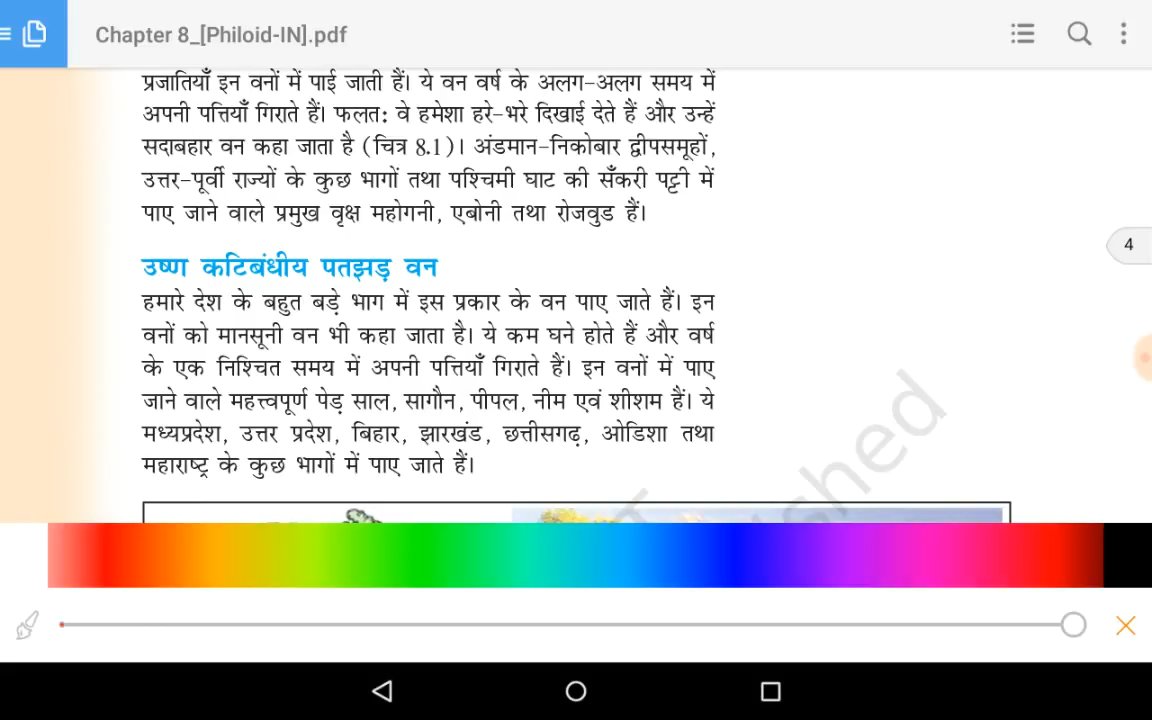 Chapter 8_[Philoid-IN].pdf
प्रजातियाँ इन वनों में पाई जाती हैं। ये वन वर्ष के अलग-अलग समय में
अपनी पत्तियाँ गिराते हैं। फलत: वे हमेशा हरे-भरे दिखाई देते हैं और उन्हें
सदाबहार वन कहा जाता है (चित्र 8.1)। अंडमान-निकोबार द्वीपसमूहों,
उत्तर-पूर्वी राज्यों के कुछ भागों तथा पश्चिमी घाट की सँकरी पट्टी में
पाए जाने वाले प्रमुख वृक्ष महोगनी, एबोनी तथा रोजवुड हैं।
4
उष्ण कटिबंधीय पतझड़ वन
हमारे देश के बहुत बड़े भाग में इस प्रकार के वन पाए जाते हैं। इन
वनों को मानसूनी वन भी कहा जाता है। ये कम घने होते हैं और वर्ष
के एक निश्चित समय में अपनी पत्तियाँ गिराते हैं। इन वनों में पाए
जाने वाले महत्त्वपूर्ण पेड़ साल, सागौन, पीपल, नीम एवं शीशम हैं। ये
मध्यप्रदेश, उत्तर प्रदेश, बिहार, झारखंड, छत्तीसगढ़, ओडिशा तथा
महाराष्ट्र के कुछ भागों में पाए जाते हैं।